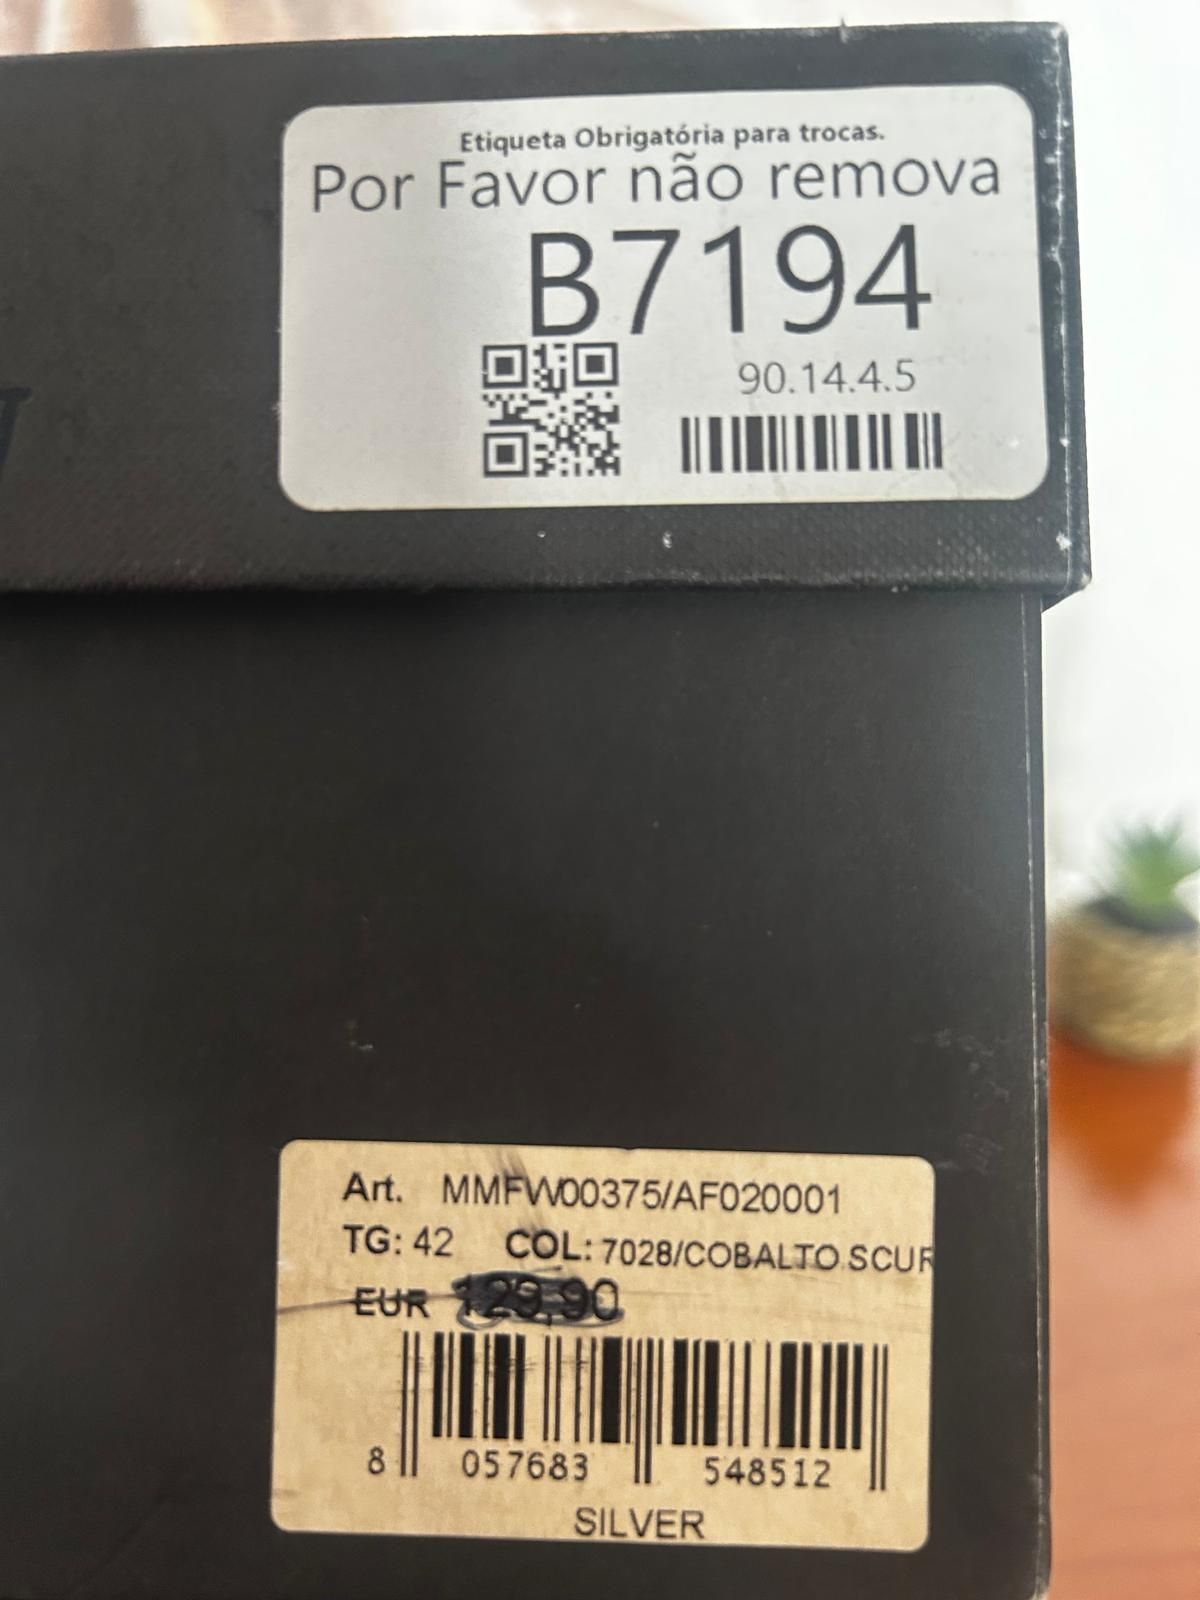 Etiqueta Obrigatória para trocas.
Por Favor não remova
B7194
90.14.4.5
Art. MMFW00375/AF020001
TG: 42 COL: 7028/COBALTO SCUR
EUR 129,90
8 057683 548512
SILVER